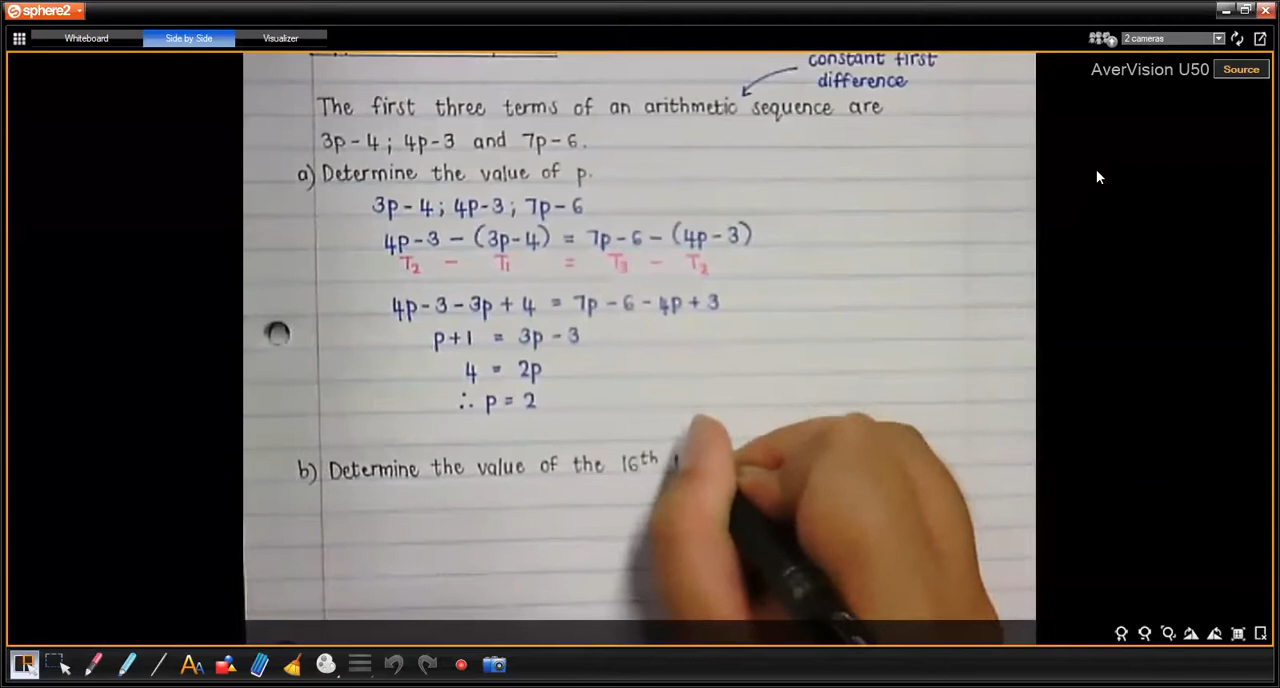 sphere2
Whiteboard
Side by Side
Visualizer
2 cameras
AverVision U50
Source
constant first
difference
The first three terms of an arithmetic sequence are
3p - 4 ; 4p - 3 and 7p - 6.
a) Determine the value of p.
3p - 4 ; 4p - 3 ; 7p - 6
4p - 3 - (3p - 4) = 7p - 6 - (4p - 3)
T₂ - T₁ = T₃ - T₂
4p - 3 - 3p + 4 = 7p - 6 - 4p + 3
p + 1 = 3p - 3
4 = 2p
∴ p = 2
b) Determine the value of the 16th